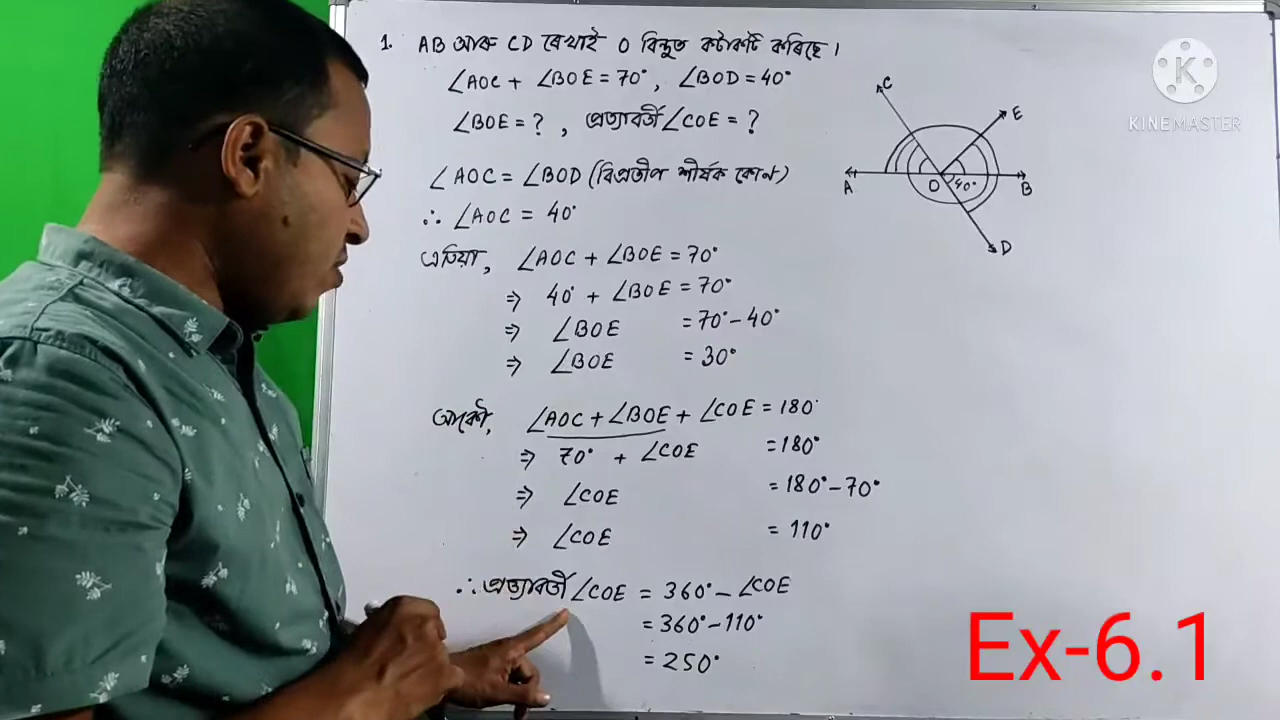 1. AB আৰু CD ৰেখাই O বিন্দুত কটাকটি কৰিছে।
∠AOC + ∠BOE = 70°, ∠BOD = 40°
∠BOE = ?, প্ৰত্যাবৰ্তী ∠COE = ?
∠AOC = ∠BOD (বিপ্ৰতীপ শীৰ্ষক কোণ)
∴ ∠AOC = 40°
এতিয়া, ∠AOC + ∠BOE = 70°
⇒ 40° + ∠BOE = 70°
⇒ ∠BOE = 70° - 40°
⇒ ∠BOE = 30°
আকৌ, ∠AOC + ∠BOE + ∠COE = 180°
⇒ 70° + ∠COE = 180°
⇒ ∠COE = 180° - 70°
⇒ ∠COE = 110°
∴ প্ৰত্যাবৰ্তী ∠COE = 360° - ∠COE
= 360° - 110°
= 250°
C
E
A
O
40°
B
D
K
KINEMASTER
Ex-6.1